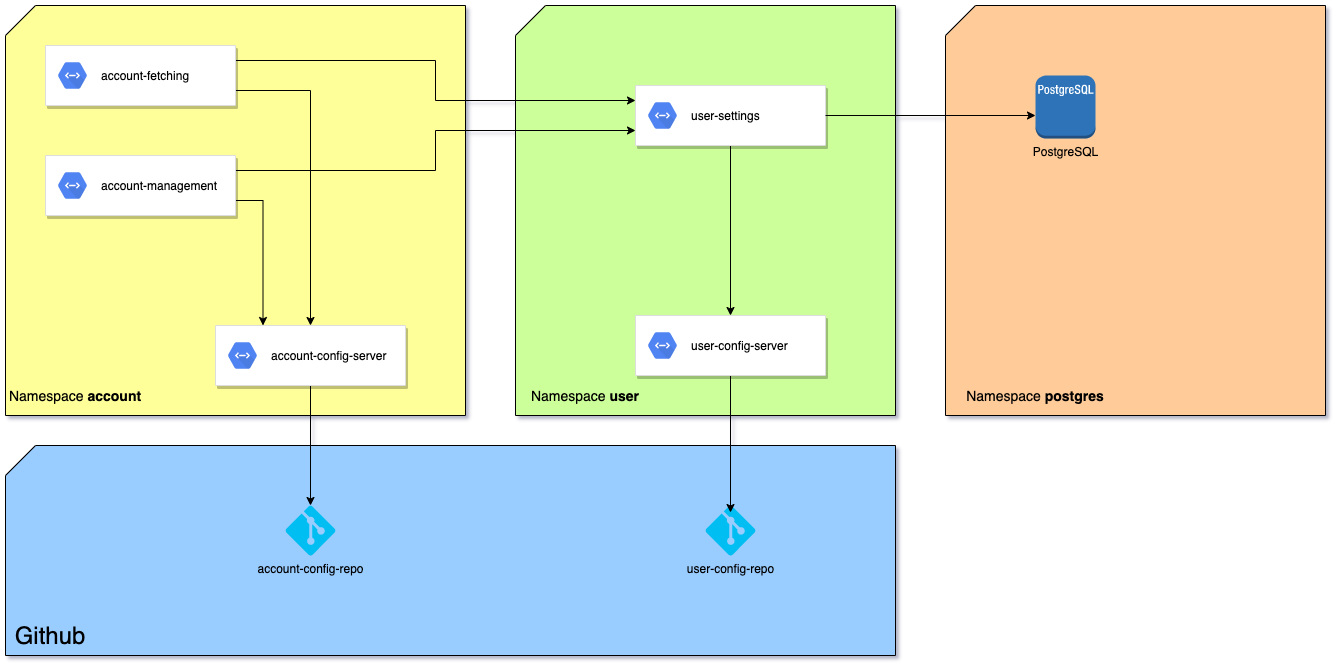 account-fetching
account-management
account-config-server
Namespace account
user-settings
user-config-server
Namespace user
PostgreSQL
PostgreSQL
Namespace postgres
account-config-repo
user-config-repo
Github